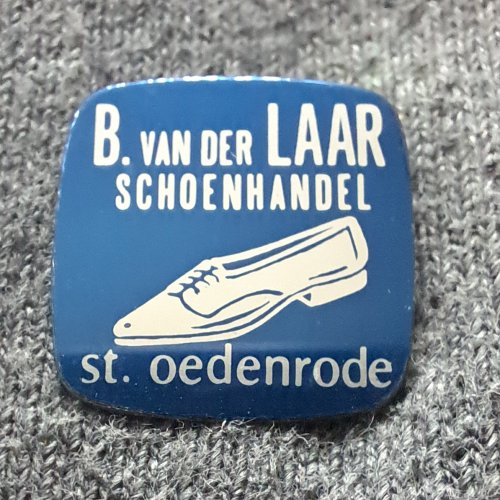 B. VAN DER LAAR
SCHOENHANDEL
st. oedenrode